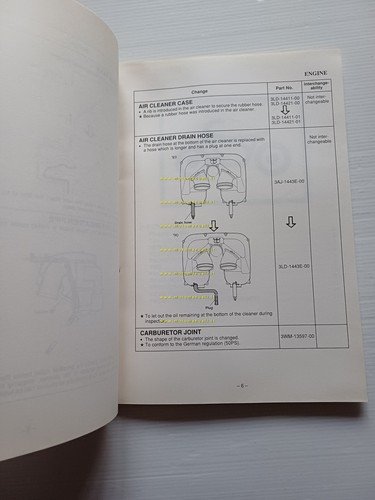 ENGINE
Change
Part No.
Interchange-
ability
AIR CLEANER CASE
• A rib is introduced in the air cleaner to secure the rubber hose.
★ Because a rubber hose was introduced in the air cleaner.
3LD-14411-00
3LD-14421-00
3LD-14411-01
3LD-14421-01
Not inter-
changeable
AIR CLEANER DRAIN HOSE
• The drain hose at the bottom of the air cleaner is replaced with
a hose which is longer and has a plug at one end.
Not inter-
changeable
3AJ-1443E-00
Drain hose
3LD-1443E-00
Plug
★ To let out the oil remaining at the bottom of the cleaner during
inspection.
CARBURETOR JOINT
• The shape of the carburetor joint is changed.
★ To conform to the German regulation (50PS).
3WM-13597-00
– 6 –